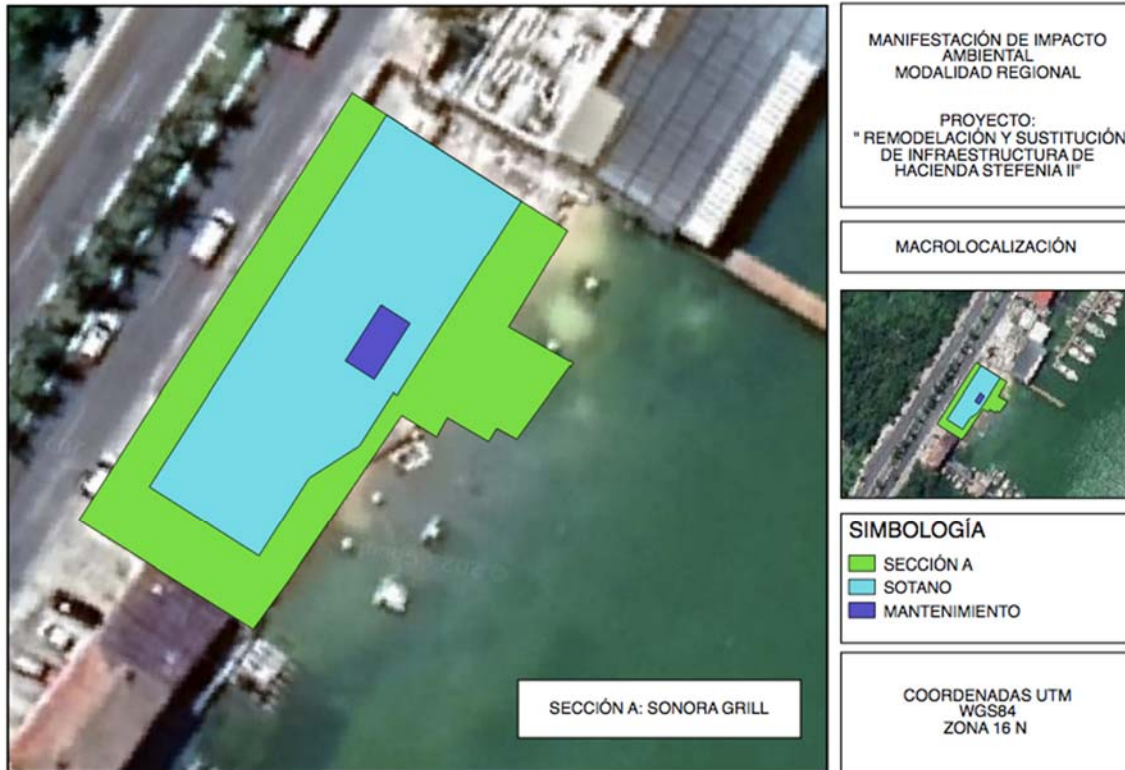 MANIFESTACIÓN DE IMPACTO
AMBIENTAL
MODALIDAD REGIONAL
PROYECTO:
" REMODELACIÓN Y SUSTITUCIÓN
DE INFRAESTRUCTURA DE
HACIENDA STEFENIA II"
MACROLOCALIZACIÓN
SIMBOLOGÍA
SECCIÓN A
SOTANO
MANTENIMIENTO
SECCIÓN A: SONORA GRILL
COORDENADAS UTM
WGS84
ZONA 16 N